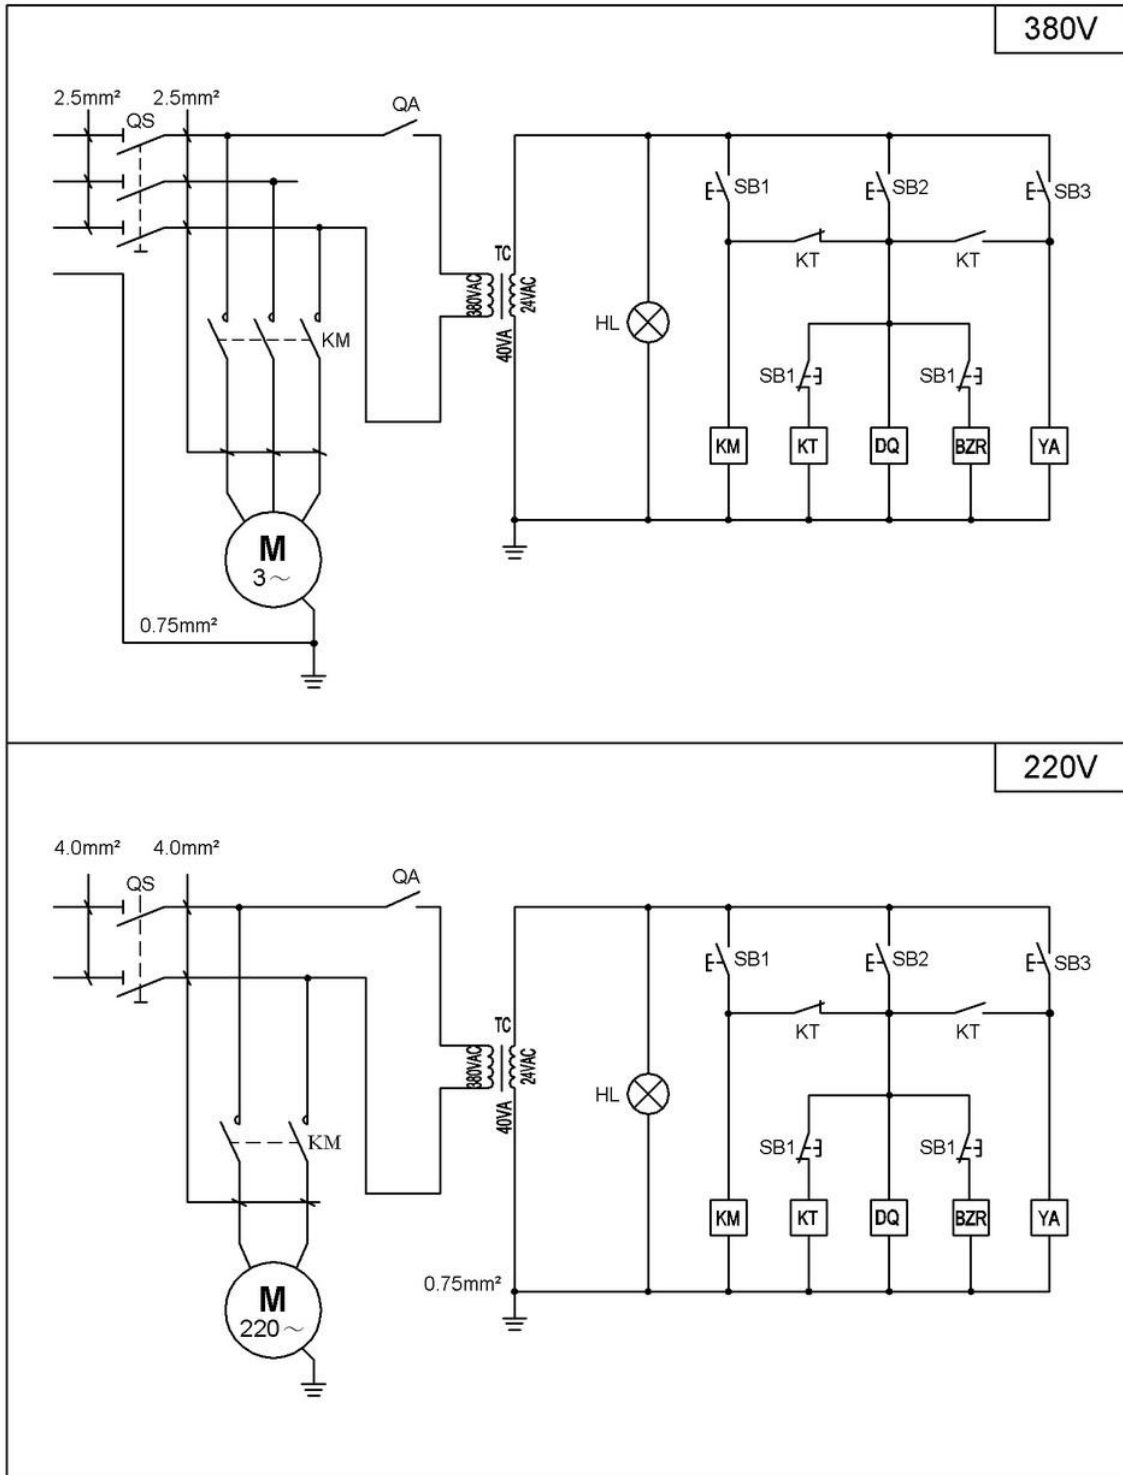 380V
2.5mm² 2.5mm²
QS
QA
SB1 SB2 SB3
KT KT
TC
380VAC 24VAC
40VA
HL
KM
SB1 SB1
KM KT DQ BZR YA
M
3～
0.75mm²
220V
4.0mm² 4.0mm²
QS
QA
SB1 SB2 SB3
KT KT
TC
380VAC 24VAC
40VA
HL
KM
SB1 SB1
KM KT DQ BZR YA
0.75mm²
M
220～